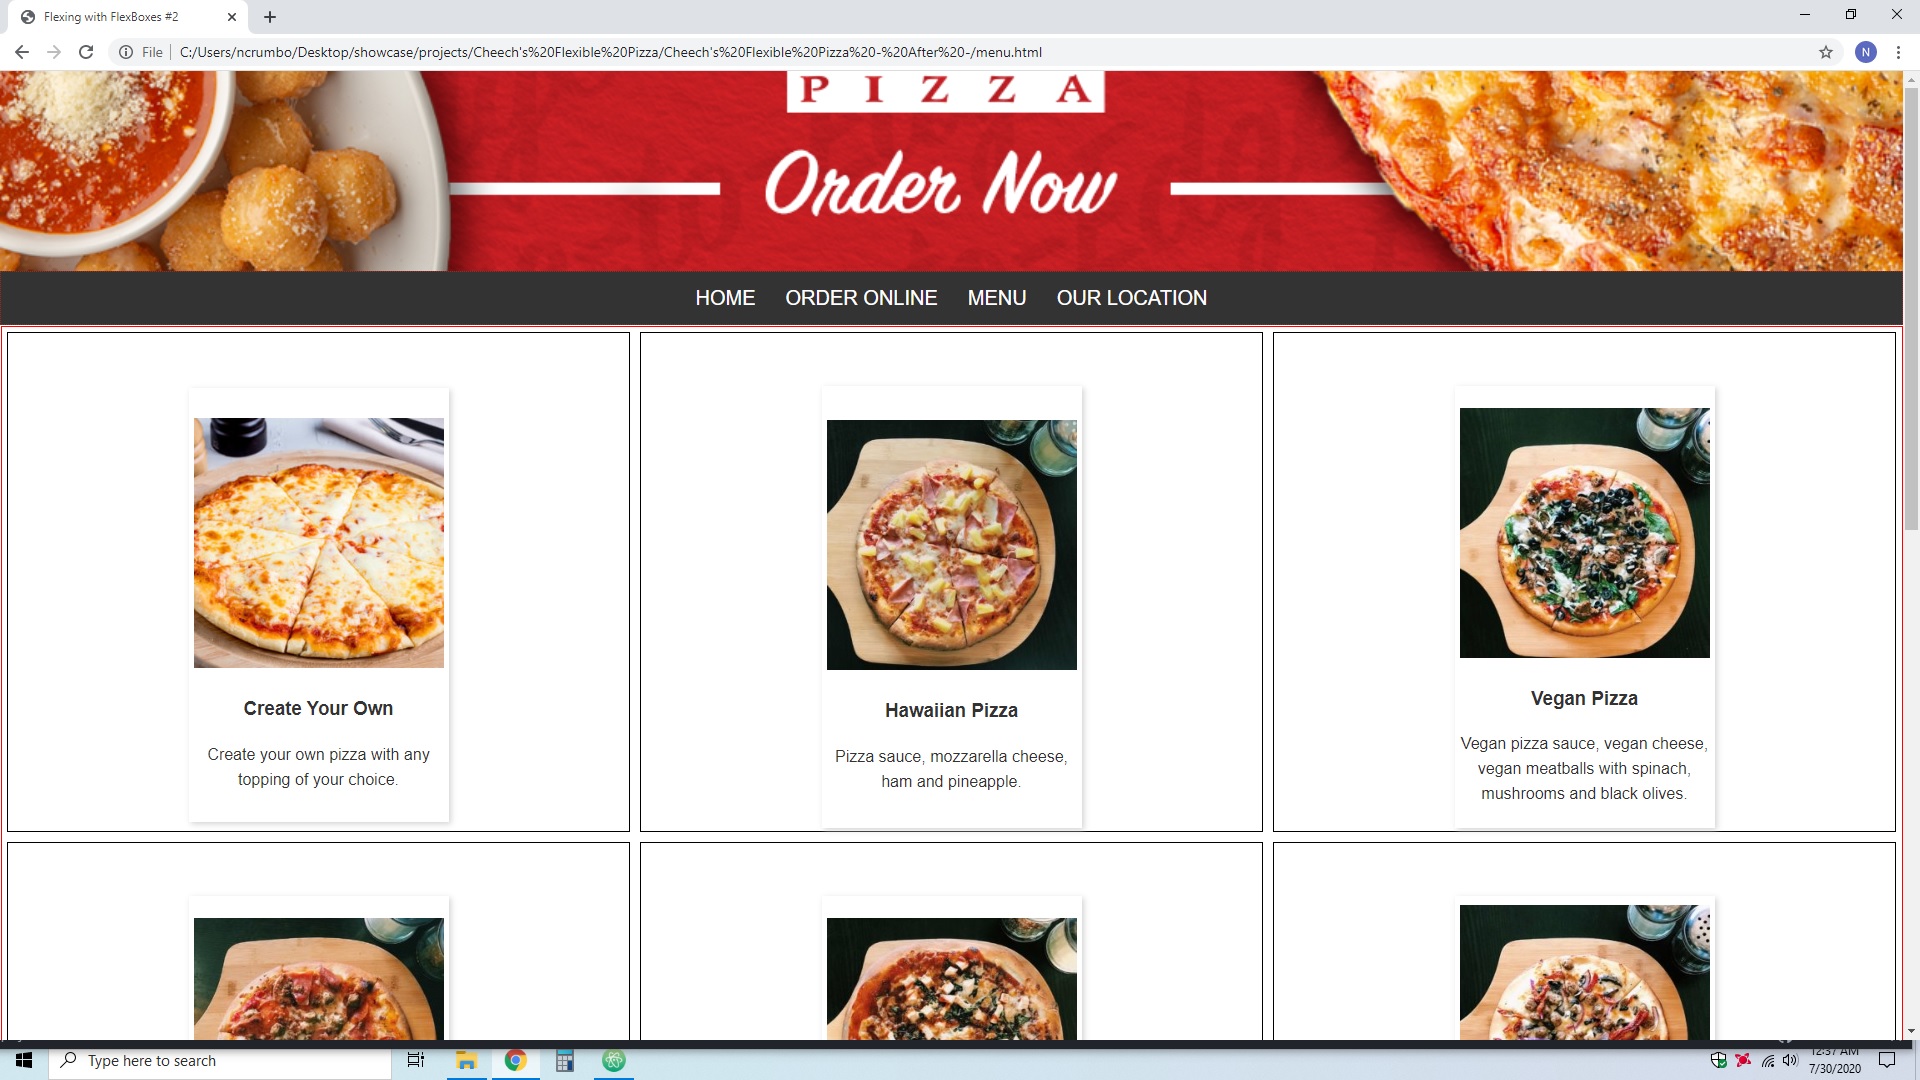 Flexing with FlexBoxes #2
File
C:/Users/ncrumbo/Desktop/showcase/projects/Cheech's%20Flexible%20Pizza/Cheech's%20Flexible%20Pizza%20-%20After%20-/menu.html
N
PIZZA
Order Now
HOME ORDER ONLINE MENU OUR LOCATION
Create Your Own
Create your own pizza with any
topping of your choice.
Hawaiian Pizza
Pizza sauce, mozzarella cheese,
ham and pineapple.
Vegan Pizza
Vegan pizza sauce, vegan cheese,
vegan meatballs with spinach,
mushrooms and black olives.
Type here to search
12:37 AM
7/30/2020